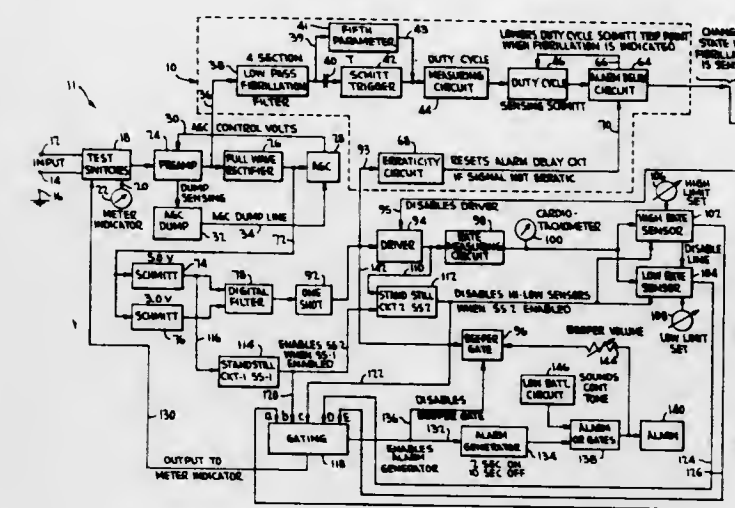 LOWERS DUTY CYCLE SCHMITT TRIP POINT
WHEN FIBRILLATION IS INDICATED
41
FIFTH
PARAMETER
39
43
4 SECTION
38
LOW PASS
FIBRILLATION
FILTER
40
T
42
SCMITT
TRIGGER
DUTY CYCLE
MEASURING
CIRCUIT
44
46
DUTY CYCLE
SENSING SCHMITT
66
64
ALARM DELAY
CIRCUIT
10
11
36
30
AGC CONTROL VOLTS
12
INPUT
14
16
18
TEST
SWITCHES
20
22
METER
INDICATOR
24
PREAMP
26
FULL WAVE
RECTIFIER
28
AGC
DUMP
SENSING
AGC
DUMP
32
AGC DUMP LINE
34
72
93
68
ERRATICITY
CIRCUIT
RESETS ALARM DELAY CKT
IF SIGNAL NOT ERRATIC
70
DISABLES DRIVER
95
94
DRIVER
98
RATE
MEASURING
CIRCUIT
CARDIO-
TACHOMETER
100
106
HIGH
LIMIT
SET
HIGH RATE
SENSOR
102
DISABLE
LINE
LOW RATE
SENSOR
104
108
LOW LIMIT
SET
5.0 V
SCHMITT
74
3.0 V
SCHMITT
76
78
DIGITAL
FILTER
92
ONE
SHOT
142
110
112
STAND STILL
CKT-2 SS2
DISABLES HI-LOW SENSORS
WHEN SS2 ENABLED
116
114
STANDSTILL
CKT-1 SS-1
ENABLES SS2
WHEN SS-1
ENABLED
120
122
BEEPER
GATE
96
BEEPER VOLUME
144
146
LOW BATT.
CIRCUIT
SOUNDS
CONT
TONE
130
a b c D E
GATING
118
DISABLES
BEEPER GATE
136
132
ENABLES
ALARM
GENERATOR
ALARM
GENERATOR
134
2 SEC ON
10 SEC OFF
ALARM
OR GATES
138
140
ALARM
124
126
OUTPUT TO
METER INDICATOR